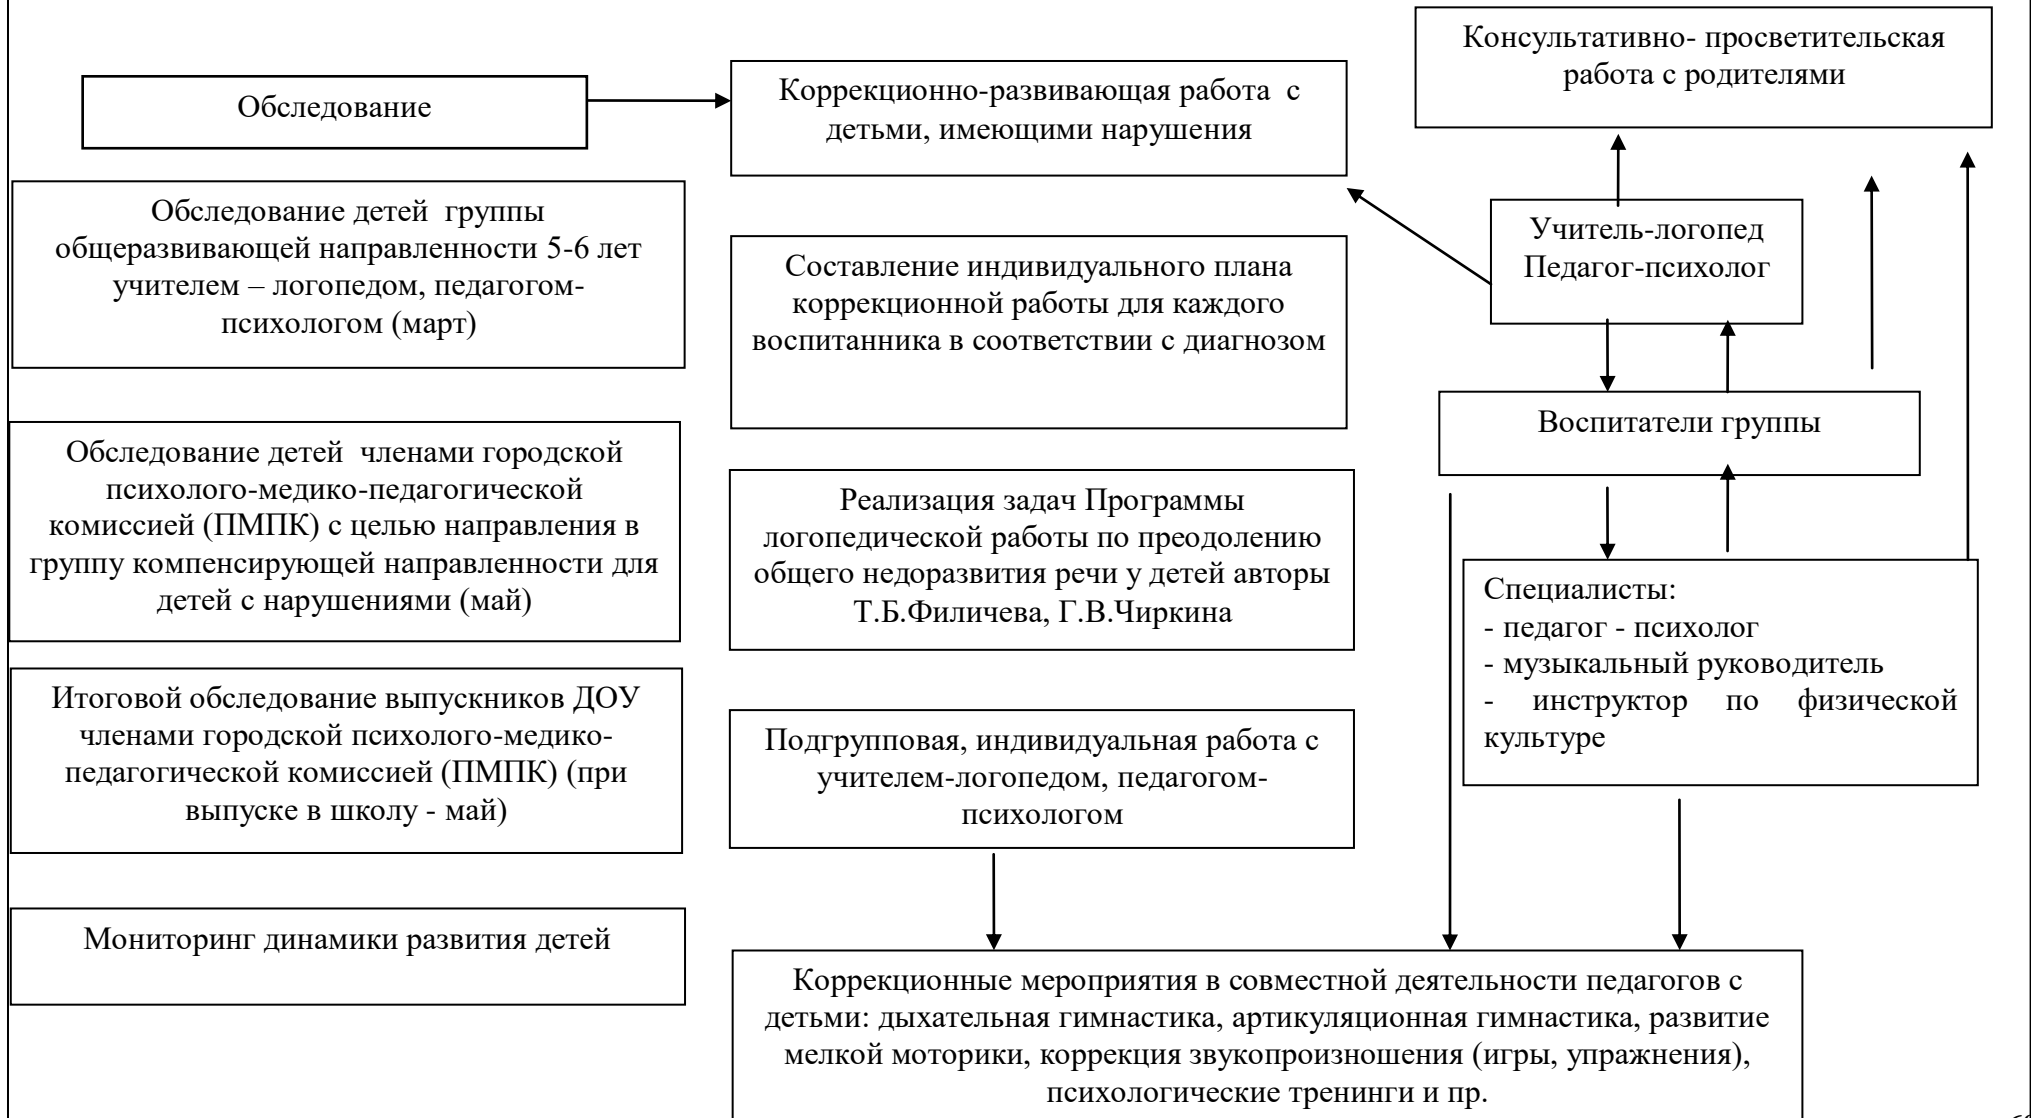 Обследование
Обследование детей группы
общеразвивающей направленности 5-6 лет
учителем – логопедом, педагогом-
психологом (март)
Обследование детей членами городской
психолого-медико-педагогической
комиссией (ПМПК) с целью направления в
группу компенсирующей направленности для
детей с нарушениями (май)
Итоговой обследование выпускников ДОУ
членами городской психолого-медико-
педагогической комиссией (ПМПК) (при
выпуске в школу - май)
Мониторинг динамики развития детей
Коррекционно-развивающая работа с
детьми, имеющими нарушения
Составление индивидуального плана
коррекционной работы для каждого
воспитанника в соответствии с диагнозом
Реализация задач Программы
логопедической работы по преодолению
общего недоразвития речи у детей авторы
Т.Б.Филичева, Г.В.Чиркина
Подгрупповая, индивидуальная работа с
учителем-логопедом, педагогом-
психологом
Консультативно- просветительская
работа с родителями
Учитель-логопед
Педагог-психолог
Воспитатели группы
Специалисты:
- педагог - психолог
- музыкальный руководитель
- инструктор по физической
культуре
Коррекционные мероприятия в совместной деятельности педагогов с
детьми: дыхательная гимнастика, артикуляционная гимнастика, развитие
мелкой моторики, коррекция звукопроизношения (игры, упражнения),
психологические тренинги и пр.